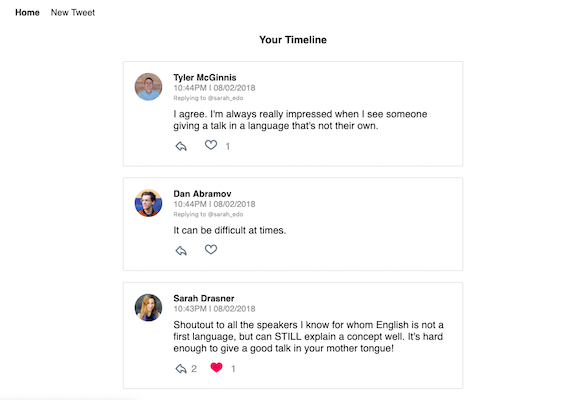 Home New Tweet
Your Timeline
Tyler McGinnis
10:44PM | 08/02/2018
Replying to @sarah_edo
I agree. I'm always really impressed when I see someone
giving a talk in a language that's not their own.
1
Dan Abramov
10:44PM | 08/02/2018
Replying to @sarah_edo
It can be difficult at times.
Sarah Drasner
10:43PM | 08/02/2018
Shoutout to all the speakers I know for whom English is not a
first language, but can STILL explain a concept well. It's hard
enough to give a good talk in your mother tongue!
2 1